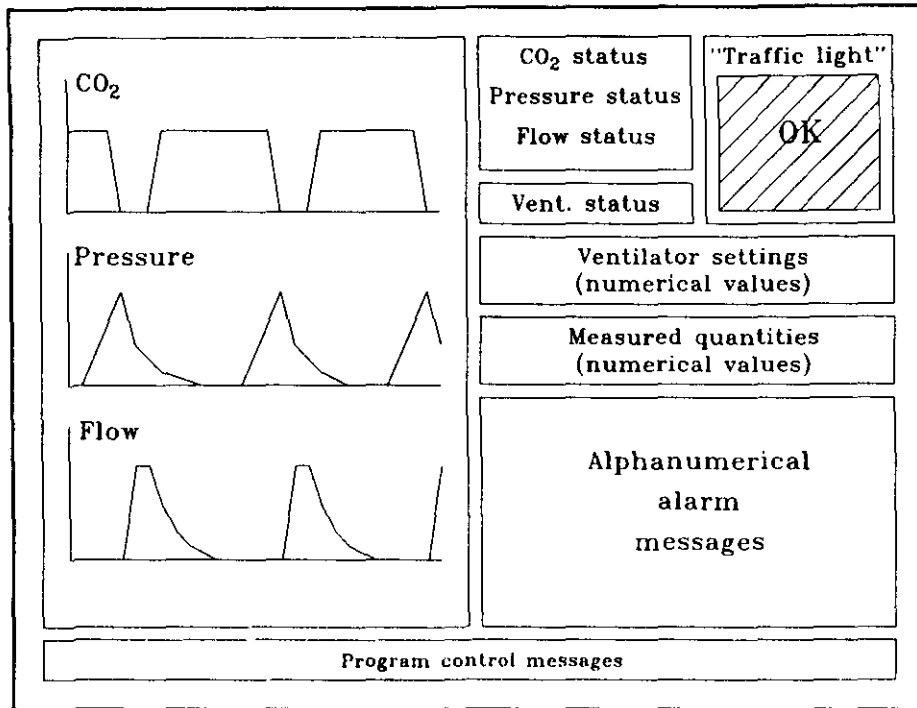 CO₂
Pressure
Flow
CO₂ status
Pressure status
Flow status
Vent. status
"Traffic light"
OK
Ventilator settings
(numerical values)
Measured quantities
(numerical values)
Alphanumerical
alarm
messages
Program control messages